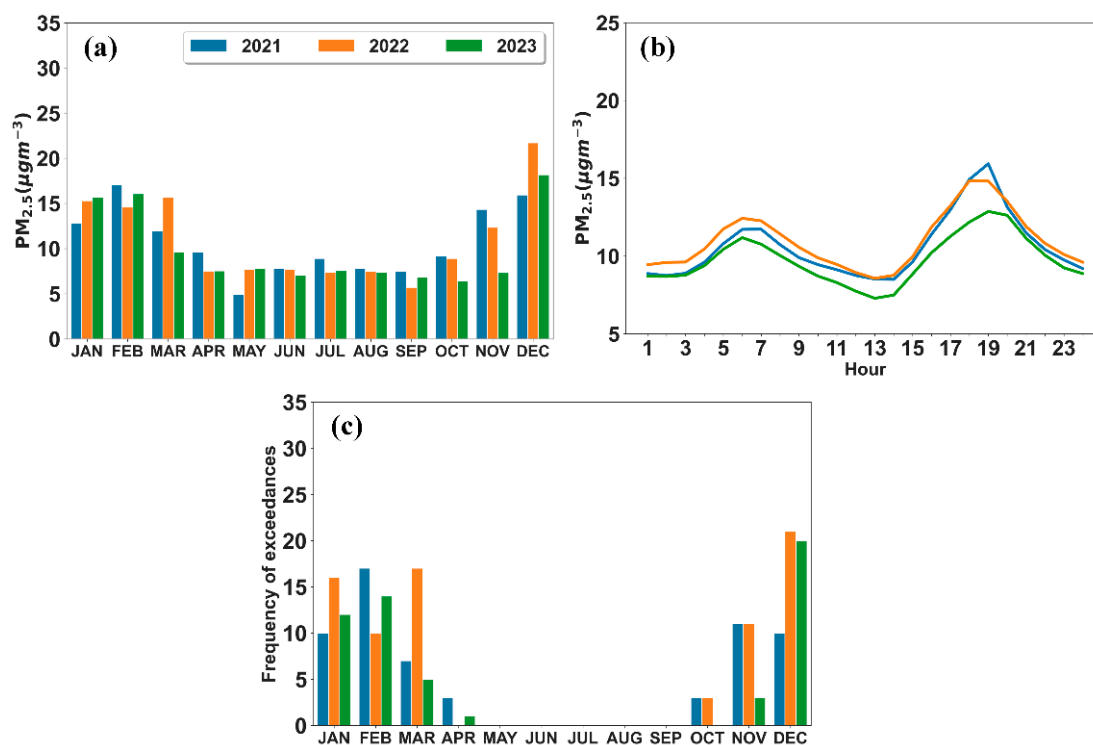 (a)
2021 2022 2023
PM2.5(µgm−3)
35
30
25
20
15
10
5
0
JAN FEB MAR APR MAY JUN JUL AUG SEP OCT NOV DEC
(b)
PM2.5(µgm−3)
25
20
15
10
5
1 3 5 7 9 11 13 15 17 19 21 23
Hour
(c)
Frequency of exceedances
35
30
25
20
15
10
5
0
JAN FEB MAR APR MAY JUN JUL AUG SEP OCT NOV DEC